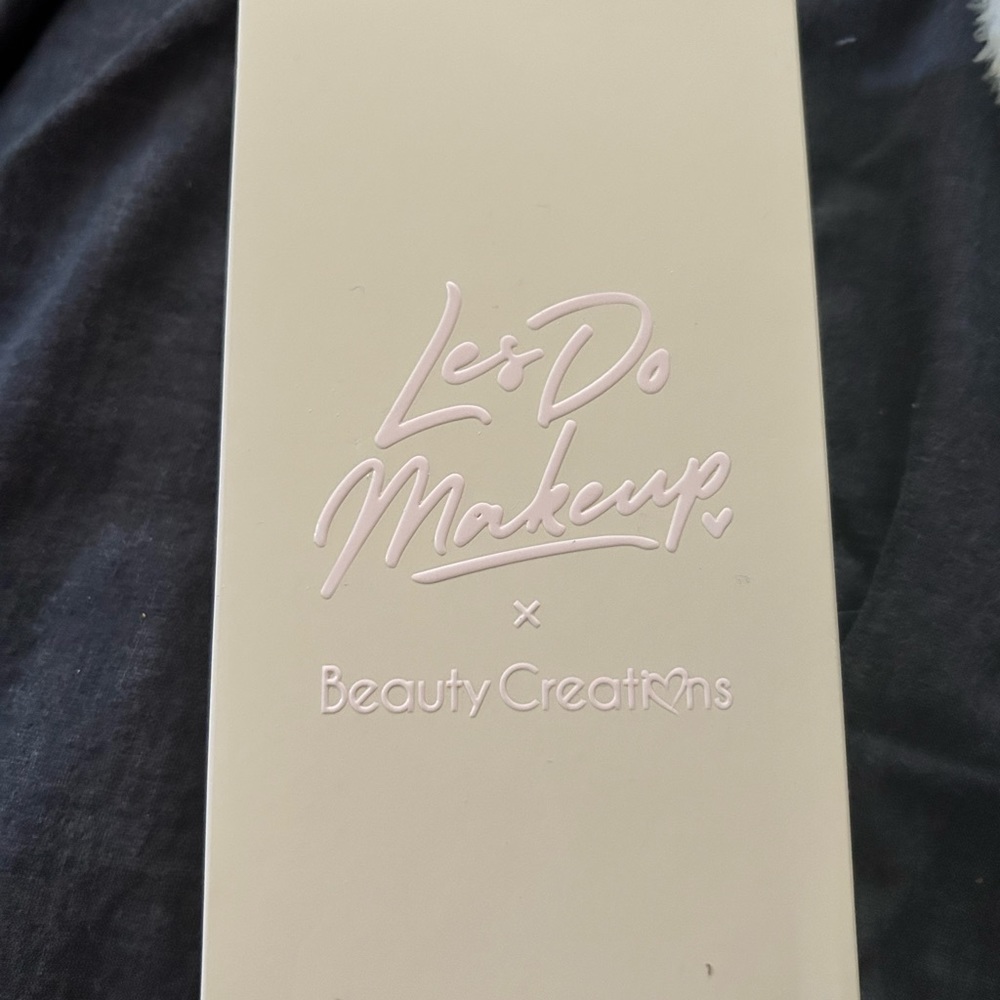 Les Do
Makeup
x
Beauty Creations